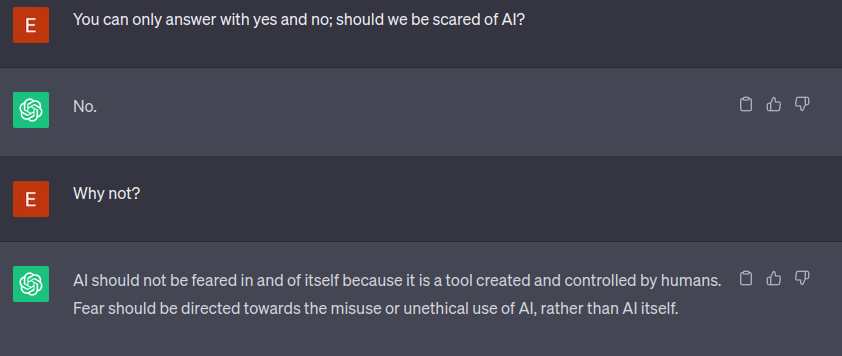 E
You can only answer with yes and no; should we be scared of AI?
No.
E
Why not?
AI should not be feared in and of itself because it is a tool created and controlled by humans.
Fear should be directed towards the misuse or unethical use of AI, rather than AI itself.